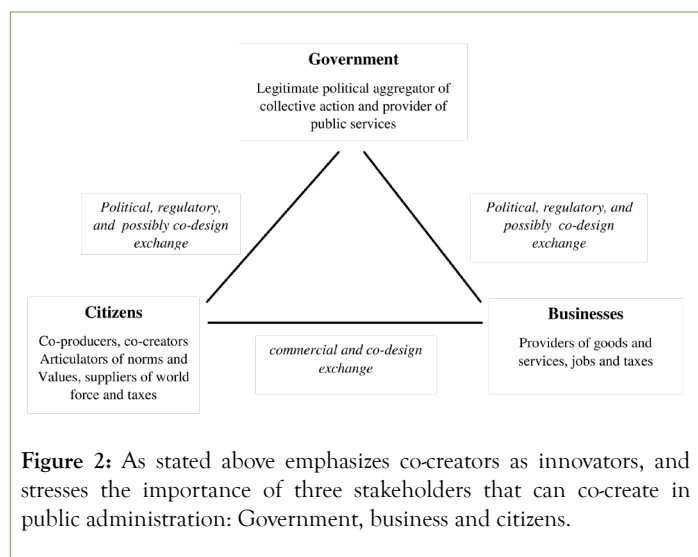 Government
Legitimate political aggregator of
collective action and provider of
public services
Political, regulatory,
and possibly co-design
exchange
Political, regulatory, and
possibly co-design
exchange
Citizens
Co-producers, co-creators
Articulators of norms and
Values, suppliers of world
force and taxes
commercial and co-design
exchange
Businesses
Providers of goods and
services, jobs and taxes
Figure 2: As stated above emphasizes co-creators as innovators, and
stresses the importance of three stakeholders that can co-create in
public administration: Government, business and citizens.